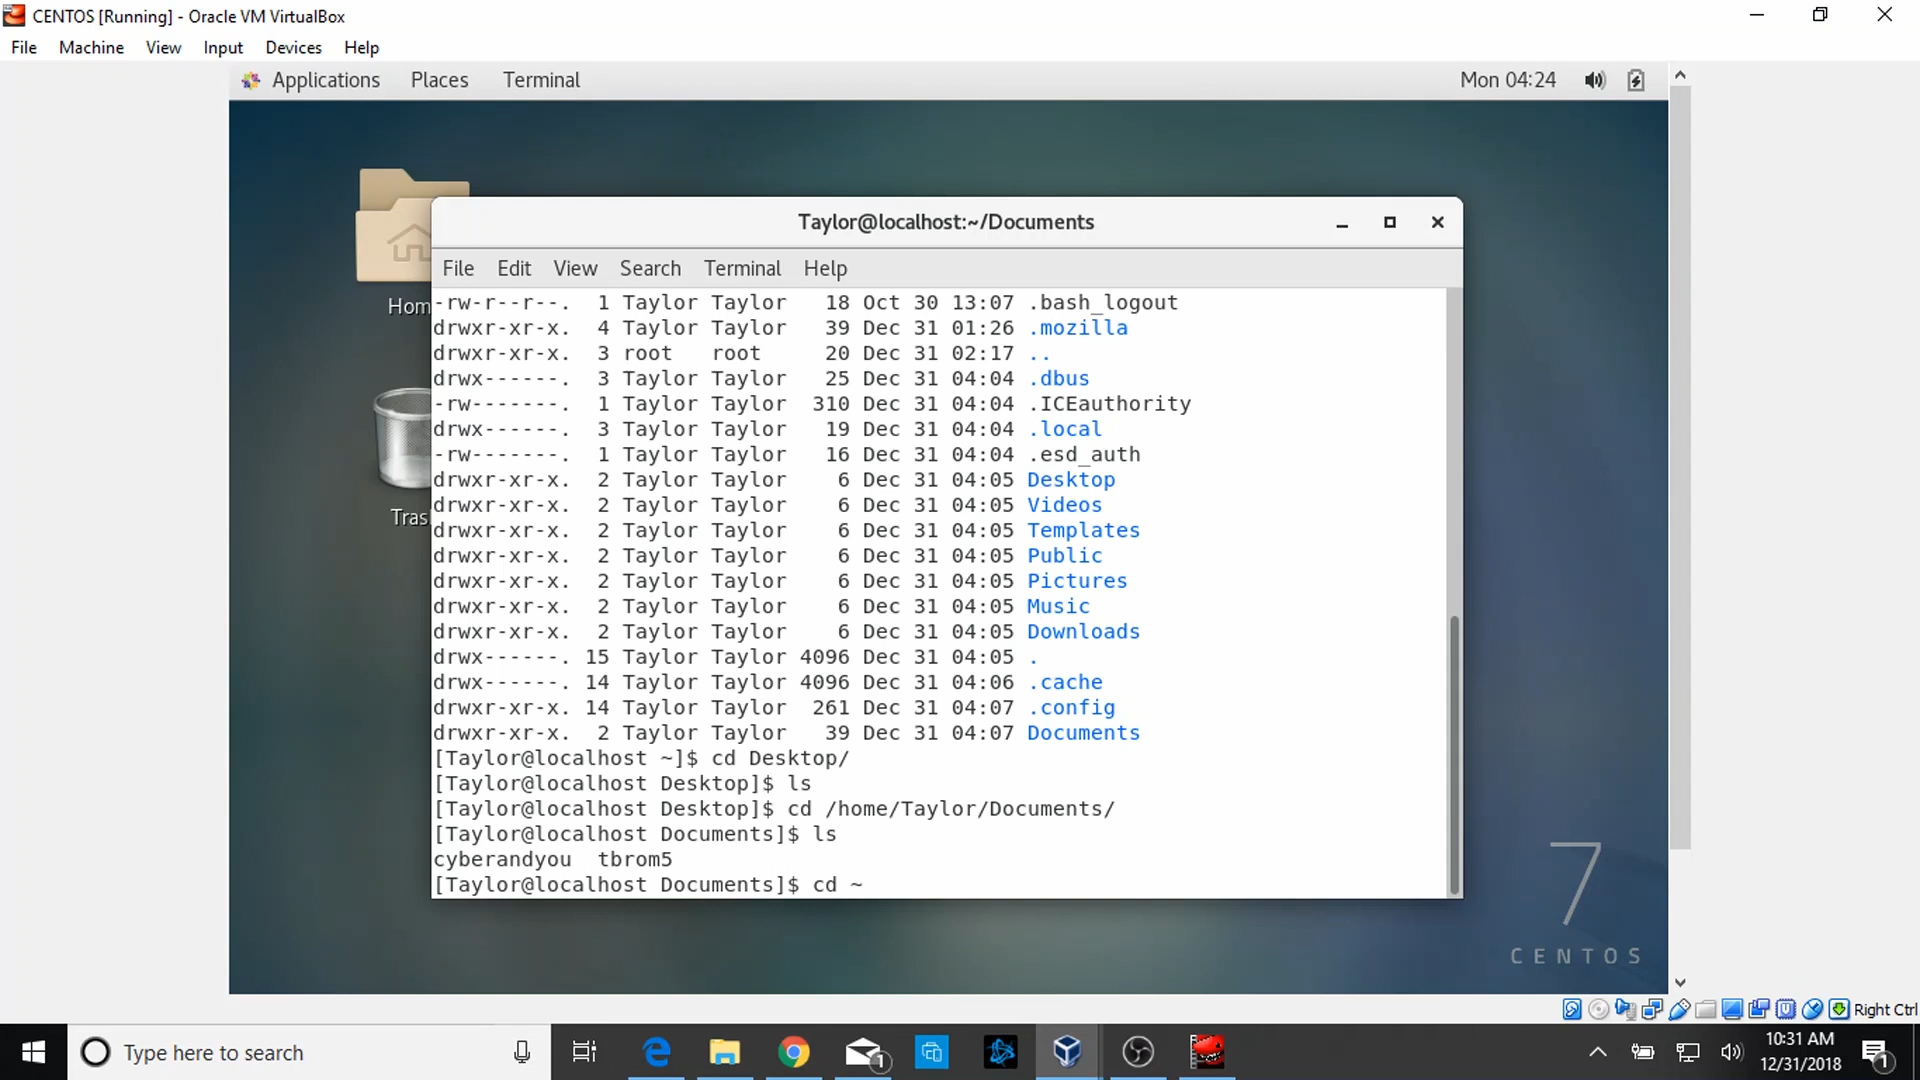 CENTOS [Running] - Oracle VM VirtualBox
File Machine View Input Devices Help
Applications Places Terminal Mon 04:24
Hom
Tras
Taylor@localhost:~/Documents
File Edit View Search Terminal Help
-rw-r--r--.  1 Taylor Taylor   18 Oct 30 13:07 .bash_logout
drwxr-xr-x.  4 Taylor Taylor   39 Dec 31 01:26 .mozilla
drwxr-xr-x.  3 root   root     20 Dec 31 02:17 ..
drwx------.  3 Taylor Taylor   25 Dec 31 04:04 .dbus
-rw-------.  1 Taylor Taylor  310 Dec 31 04:04 .ICEauthority
drwx------.  3 Taylor Taylor   19 Dec 31 04:04 .local
-rw-------.  1 Taylor Taylor   16 Dec 31 04:04 .esd_auth
drwxr-xr-x.  2 Taylor Taylor    6 Dec 31 04:05 Desktop
drwxr-xr-x.  2 Taylor Taylor    6 Dec 31 04:05 Videos
drwxr-xr-x.  2 Taylor Taylor    6 Dec 31 04:05 Templates
drwxr-xr-x.  2 Taylor Taylor    6 Dec 31 04:05 Public
drwxr-xr-x.  2 Taylor Taylor    6 Dec 31 04:05 Pictures
drwxr-xr-x.  2 Taylor Taylor    6 Dec 31 04:05 Music
drwxr-xr-x.  2 Taylor Taylor    6 Dec 31 04:05 Downloads
drwx------. 15 Taylor Taylor 4096 Dec 31 04:05 .
drwx------. 14 Taylor Taylor 4096 Dec 31 04:06 .cache
drwxr-xr-x. 14 Taylor Taylor  261 Dec 31 04:07 .config
drwxr-xr-x.  2 Taylor Taylor   39 Dec 31 04:07 Documents
[Taylor@localhost ~]$ cd Desktop/
[Taylor@localhost Desktop]$ ls
[Taylor@localhost Desktop]$ cd /home/Taylor/Documents/
[Taylor@localhost Documents]$ ls
cyberandyou  tbrom5
[Taylor@localhost Documents]$ cd ~
7
CENTOS
Right Ctrl
Type here to search
1
10:31 AM
12/31/2018
1